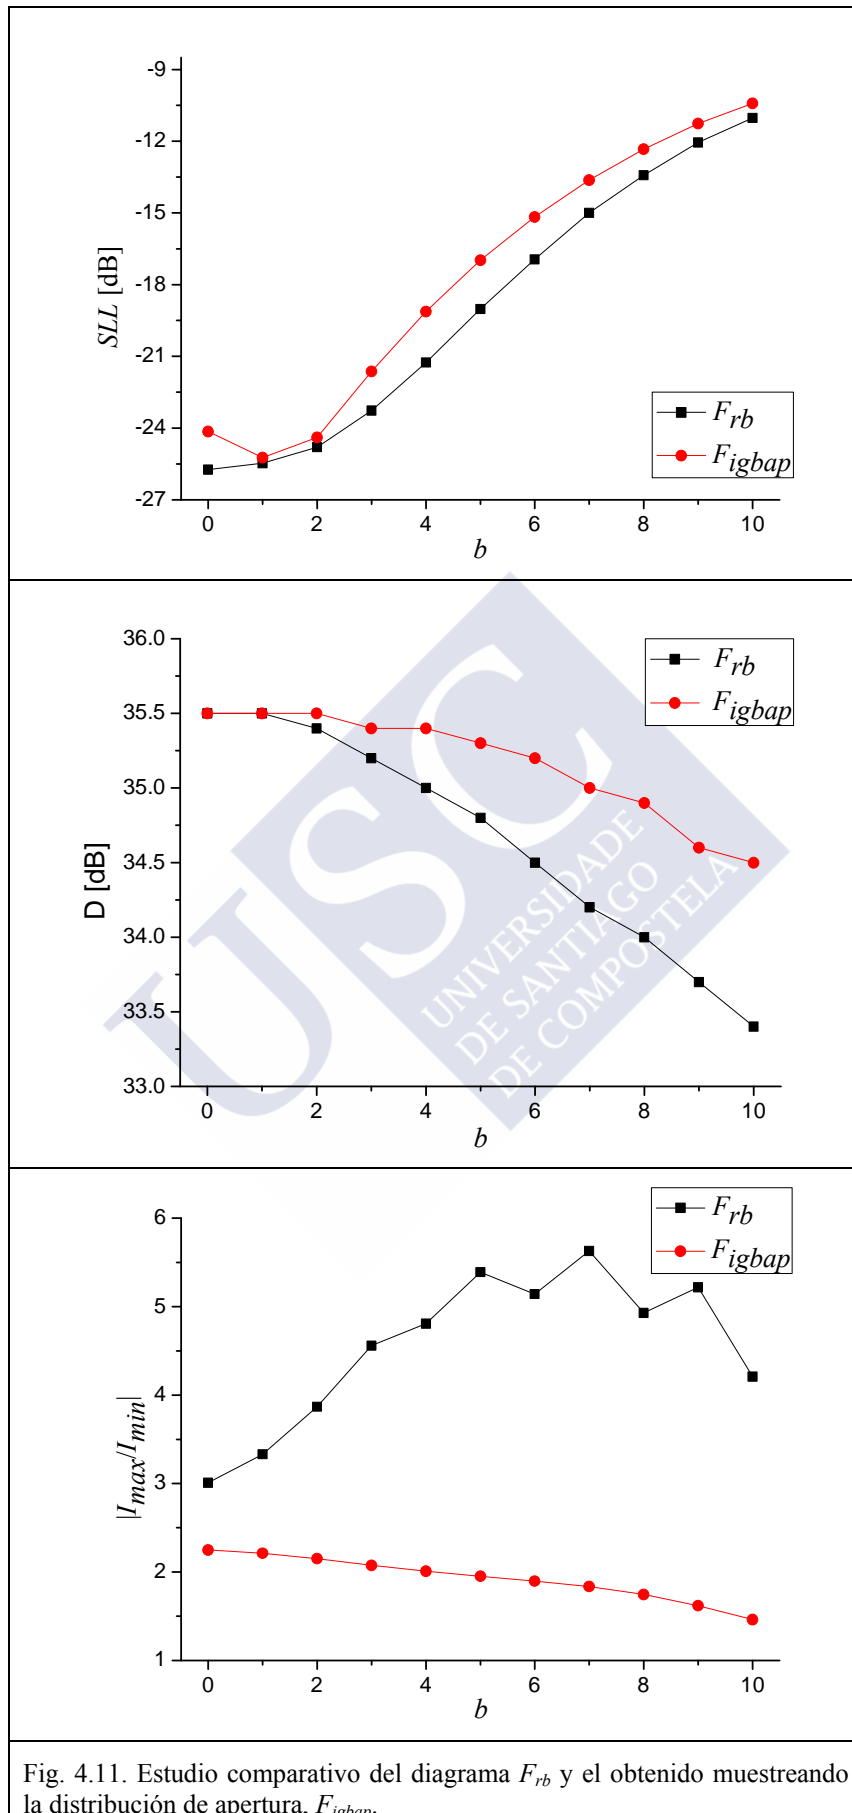 -9
-12
-15
-18
-21
-24
-27
SLL [dB]
0 2 4 6 8 10
b
F_rb
F_igbap
36.0
35.5
35.0
34.5
34.0
33.5
33.0
D [dB]
0 2 4 6 8 10
b
F_rb
F_igbap
USC
UNIVERSIDADE
DE SANTIAGO
DE COMPOSTELA
6
5
4
3
2
1
|I_max/I_min|
0 2 4 6 8 10
b
F_rb
F_igbap
Fig. 4.11. Estudio comparativo del diagrama F_rb y el obtenido muestreando
la distribución de apertura, F_igbap.